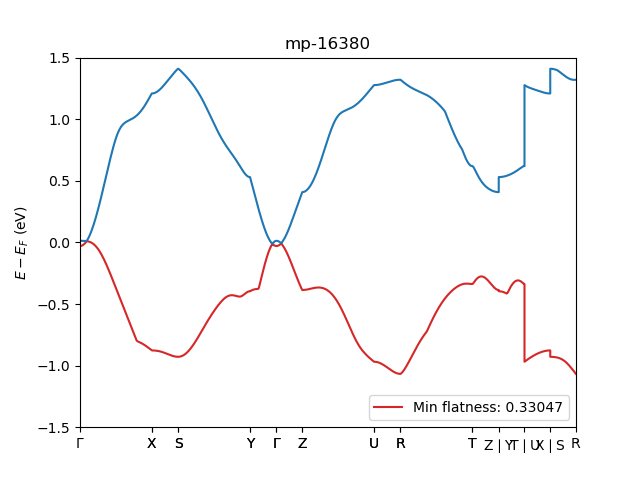 mp-16380
E − E_F (eV)
1.5
1.0
0.5
0.0
−0.5
−1.0
−1.5
Min flatness: 0.33047
Γ X S Y Γ Z U R T Z | Y T | U X | S R